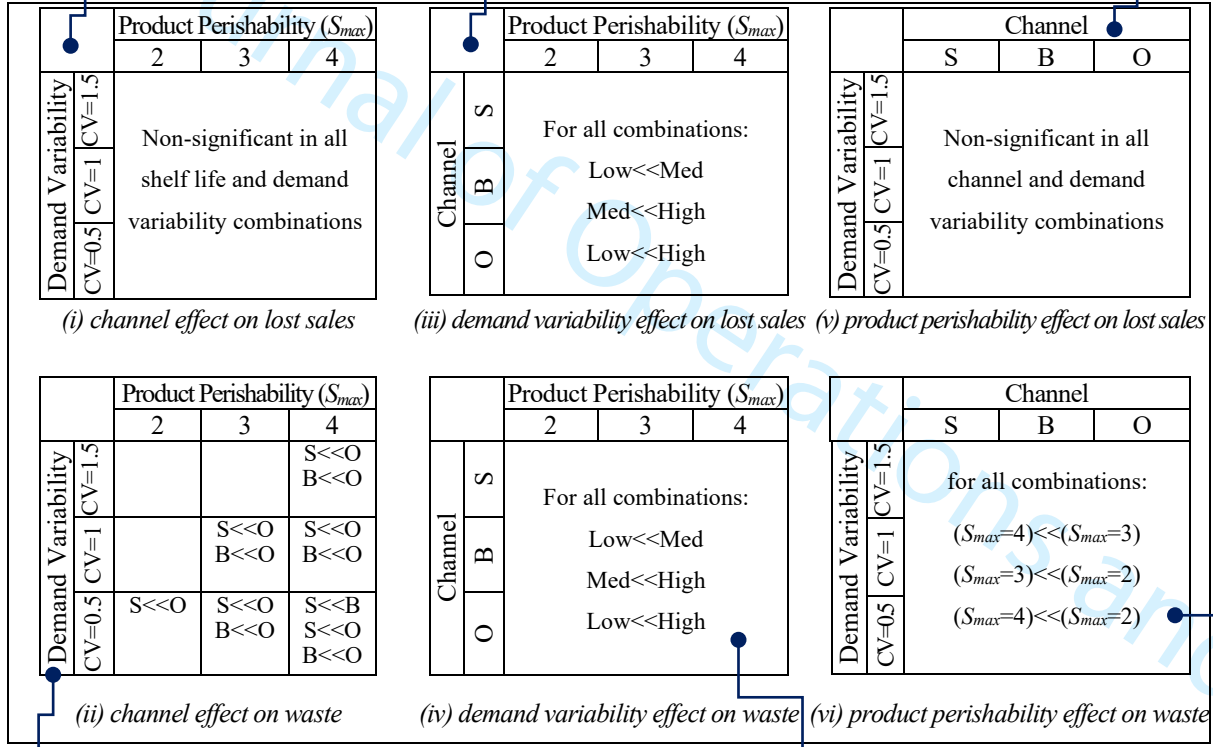 Product Perishability (Smax)
2 3 4
Demand Variability
CV=1.5
CV=1
CV=0.5
Non-significant in all
shelf life and demand
variability combinations
(i) channel effect on lost sales
Product Perishability (Smax)
2 3 4
Channel
S
B
O
For all combinations:
Low<<Med
Med<<High
Low<<High
(iii) demand variability effect on lost sales
Channel
S B O
Demand Variability
CV=1.5
CV=1
CV=0.5
Non-significant in all
channel and demand
variability combinations
(v) product perishability effect on lost sales
Product Perishability (Smax)
2 3 4
Demand Variability
CV=1.5
S<<O
B<<O
CV=1
S<<O S<<O
B<<O B<<O
CV=0.5
S<<O S<<O S<<B
B<<O S<<O
B<<O
(ii) channel effect on waste
Product Perishability (Smax)
2 3 4
Channel
S
B
O
For all combinations:
Low<<Med
Med<<High
Low<<High
(iv) demand variability effect on waste
Channel
S B O
Demand Variability
CV=1.5
CV=1
CV=0.5
for all combinations:
(Smax=4)<<(Smax=3)
(Smax=3)<<(Smax=2)
(Smax=4)<<(Smax=2)
(vi) product perishability effect on waste
urnal of Operations and